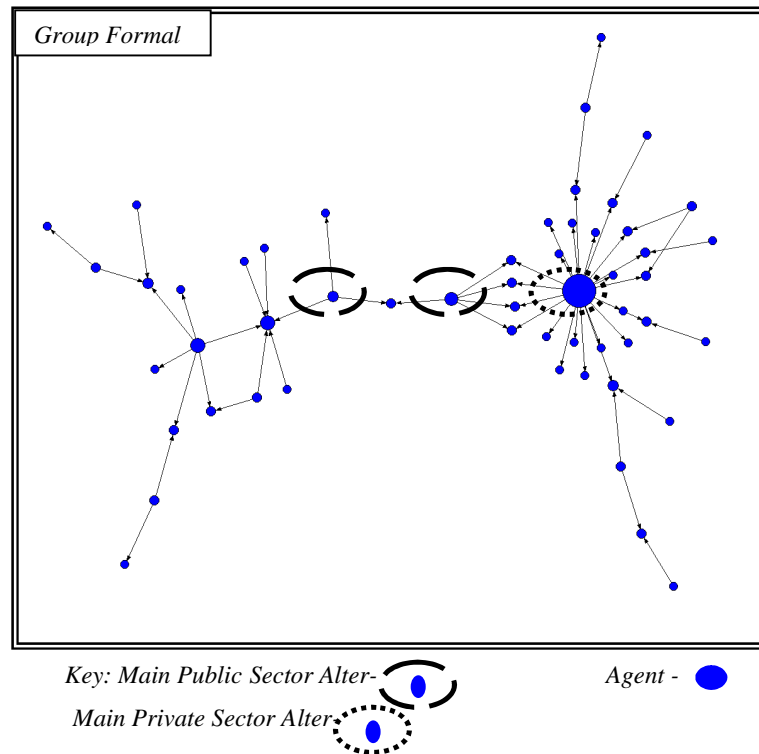 Group Formal
Key: Main Public Sector Alter-
Agent -
Main Private Sector Alter-